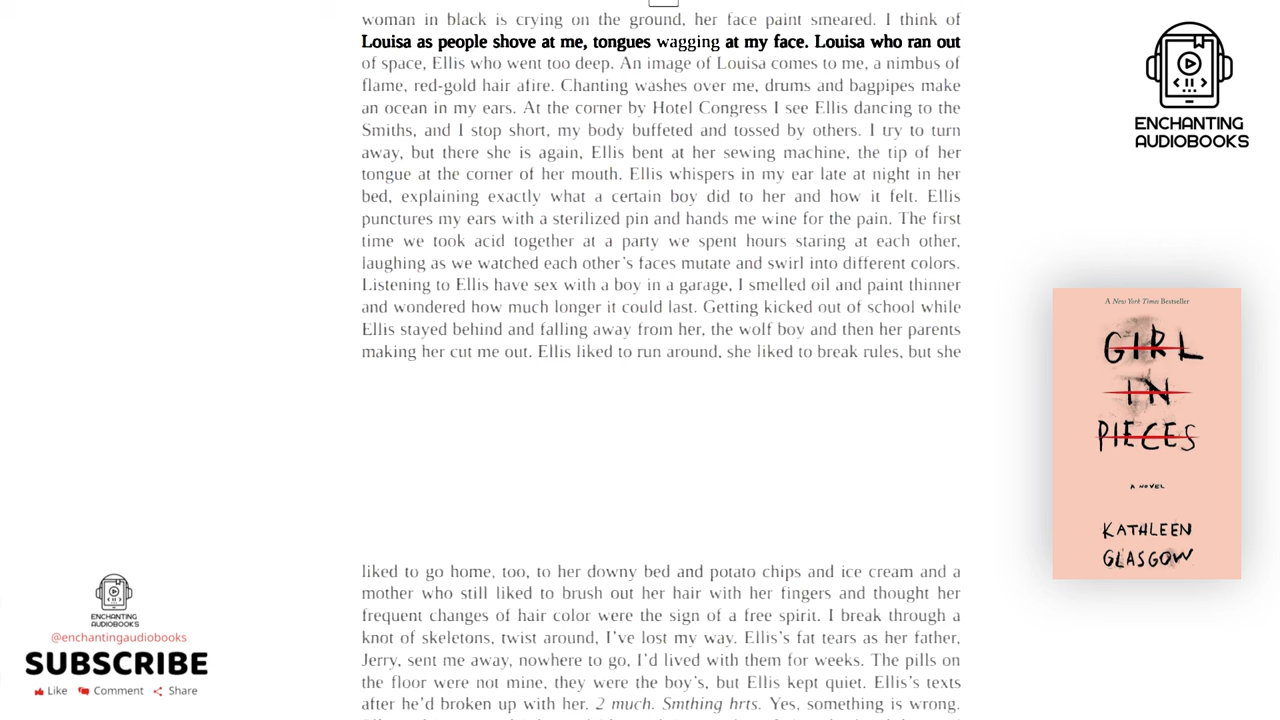 woman in black is crying on the ground, her face paint smeared. I think of
Louisa as people shove at me, tongues wagging at my face. Louisa who ran out
of space, Ellis who went too deep. An image of Louisa comes to me, a nimbus of
flame, red-gold hair afire. Chanting washes over me, drums and bagpipes make
an ocean in my ears. At the corner by Hotel Congress I see Ellis dancing to the
Smiths, and I stop short, my body buffeted and tossed by others. I try to turn
away, but there she is again, Ellis bent at her sewing machine, the tip of her
tongue at the corner of her mouth. Ellis whispers in my ear late at night in her
bed, explaining exactly what a certain boy did to her and how it felt. Ellis
punctures my ears with a sterilized pin and hands me wine for the pain. The first
time we took acid together at a party we spent hours staring at each other,
laughing as we watched each other's faces mutate and swirl into different colors.
Listening to Ellis have sex with a boy in a garage, I smelled oil and paint thinner
and wondered how much longer it could last. Getting kicked out of school while
Ellis stayed behind and falling away from her, the wolf boy and then her parents
making her cut me out. Ellis liked to run around, she liked to break rules, but she
liked to go home, too, to her downy bed and potato chips and ice cream and a
mother who still liked to brush out her hair with her fingers and thought her
frequent changes of hair color were the sign of a free spirit. I break through a
knot of skeletons, twist around, I've lost my way. Ellis's fat tears as her father,
Jerry, sent me away, nowhere to go, I'd lived with them for weeks. The pills on
the floor were not mine, they were the boy's, but Ellis kept quiet. Ellis's texts
after he'd broken up with her. 2 much. Smthing hrts. Yes, something is wrong.
ENCHANTING
AUDIOBOOKS
A New York Times Bestseller
GIRL
IN
PIECES
A NOVEL
KATHLEEN
GLASGOW
ENCHANTING
AUDIOBOOKS
@enchantingaudiobooks
SUBSCRIBE
Like Comment Share